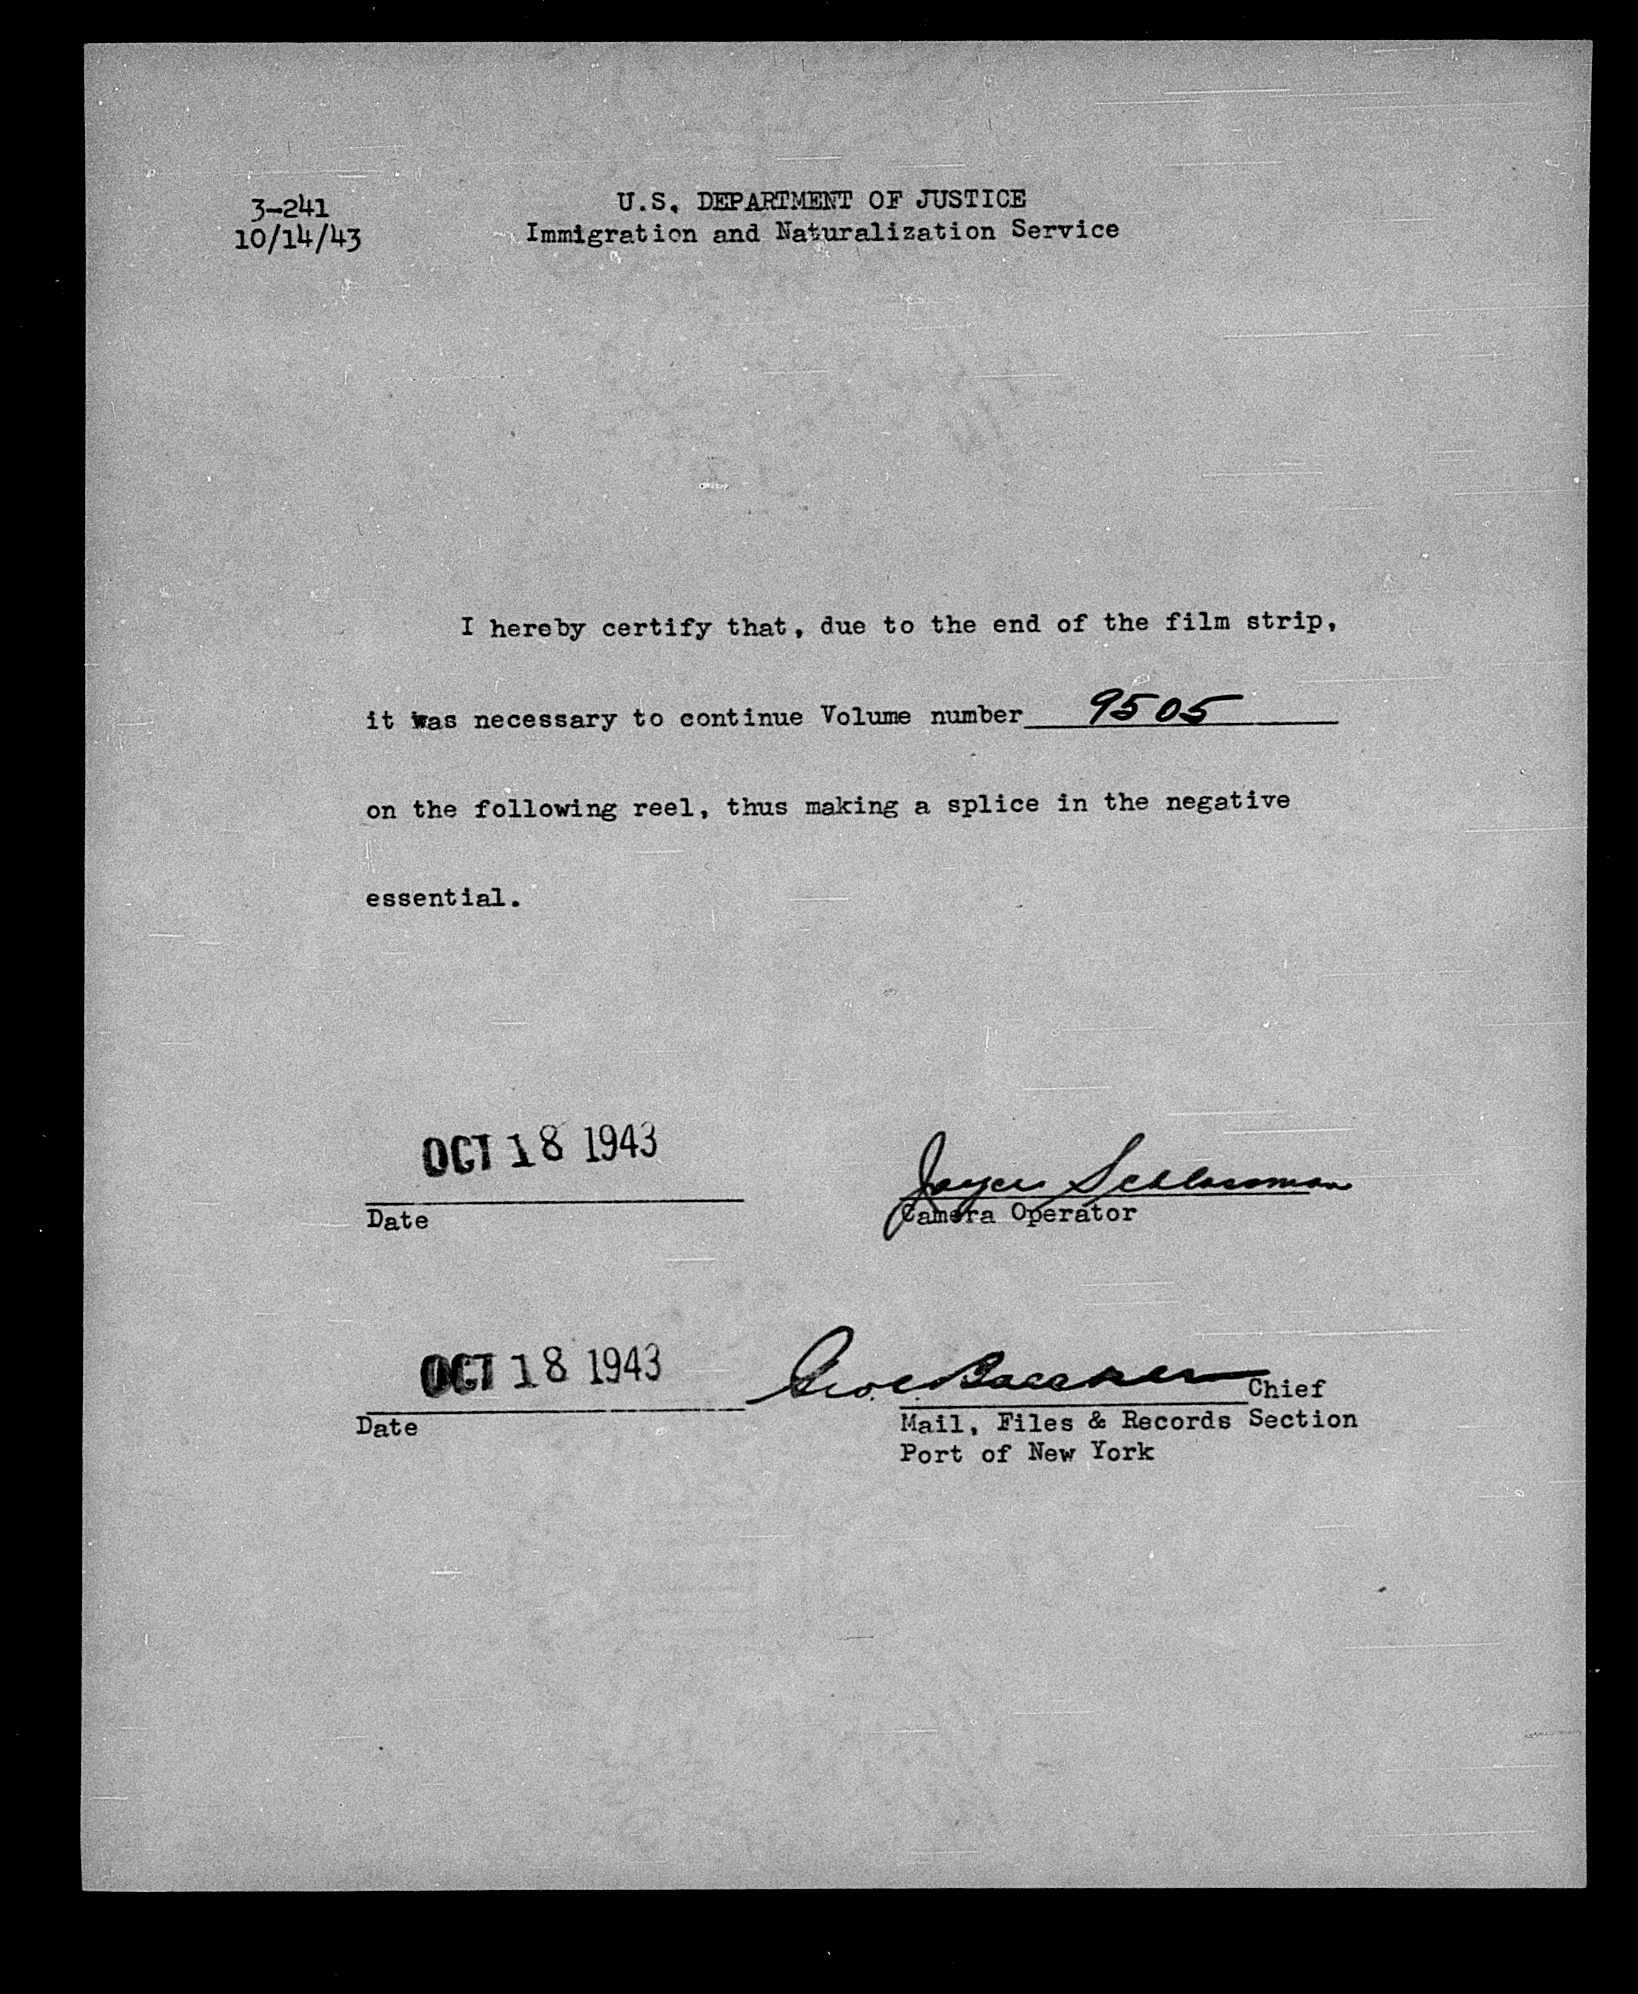 3-241
10/14/43
U.S. DEPARTMENT OF JUSTICE
Immigration and Naturalization Service
I hereby certify that, due to the end of the film strip,
it was necessary to continue Volume number 9505
on the following reel, thus making a splice in the negative
essential.
OCT 18 1943
Date
Joyce Schlossman
Camera Operator
OCT 18 1943
Date
Chief
Mail, Files & Records Section
Port of New York